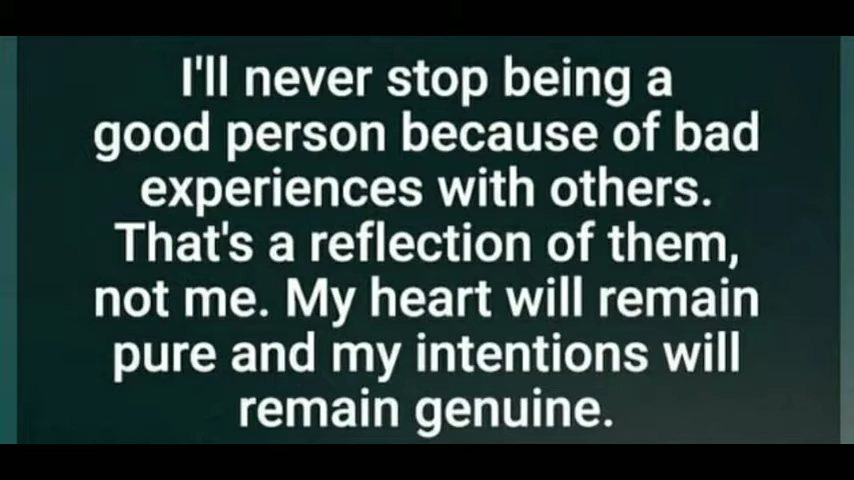 I'll never stop being a
good person because of bad
experiences with others.
That's a reflection of them,
not me. My heart will remain
pure and my intentions will
remain genuine.